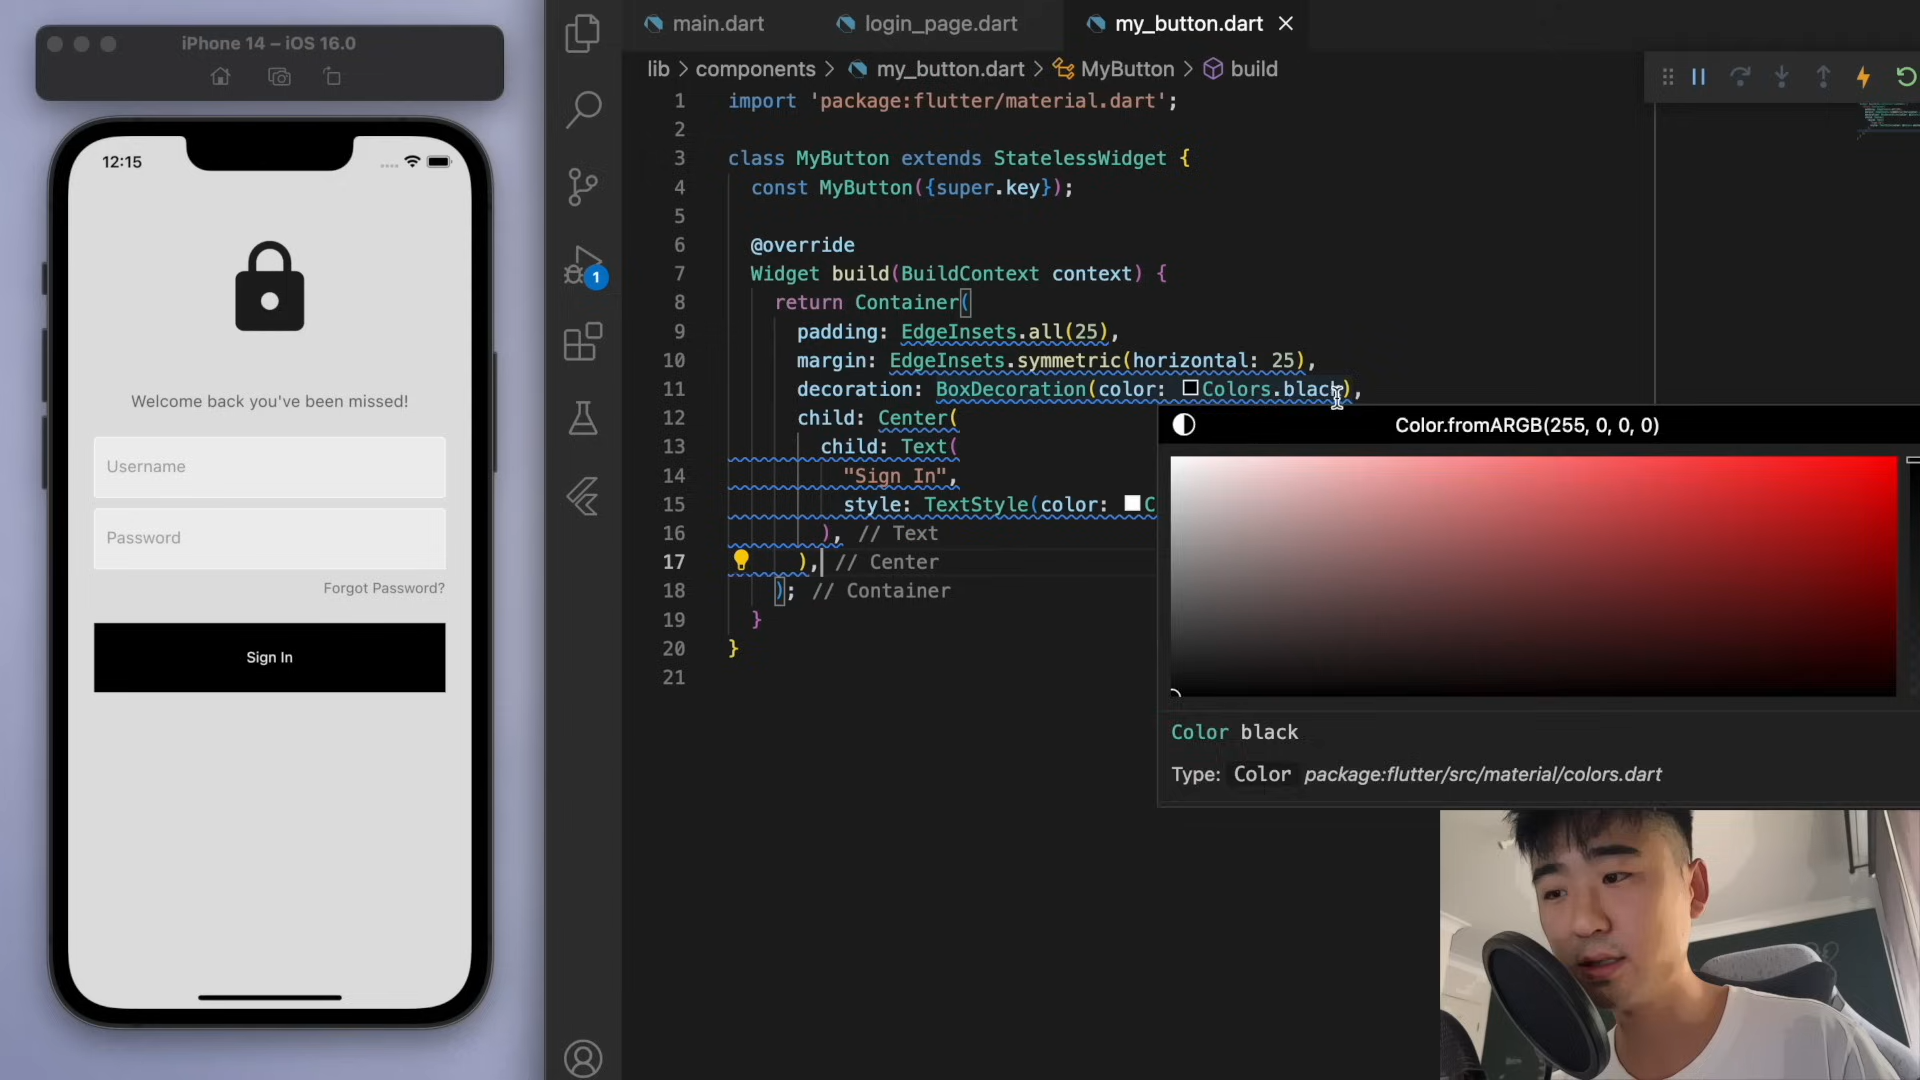 iPhone 14 – iOS 16.0
12:15
Welcome back you've been missed!
Username
Password
Forgot Password?
Sign In
1
main.dart
login_page.dart
my_button.dart
lib > components > my_button.dart > MyButton > build
1 import 'package:flutter/material.dart';
2
3 class MyButton extends StatelessWidget {
4 const MyButton({super.key});
5
6 @override
7 Widget build(BuildContext context) {
8 return Container(
9 padding: EdgeInsets.all(25),
10 margin: EdgeInsets.symmetric(horizontal: 25),
11 decoration: BoxDecoration(color: Colors.black),
12 child: Center(
13 child: Text(
14 "Sign In",
15 style: TextStyle(color: C
16 ), // Text
17 ), // Center
18 ); // Container
19 }
20 }
21
Color.fromARGB(255, 0, 0, 0)
Color black
Type: Color package:flutter/src/material/colors.dart